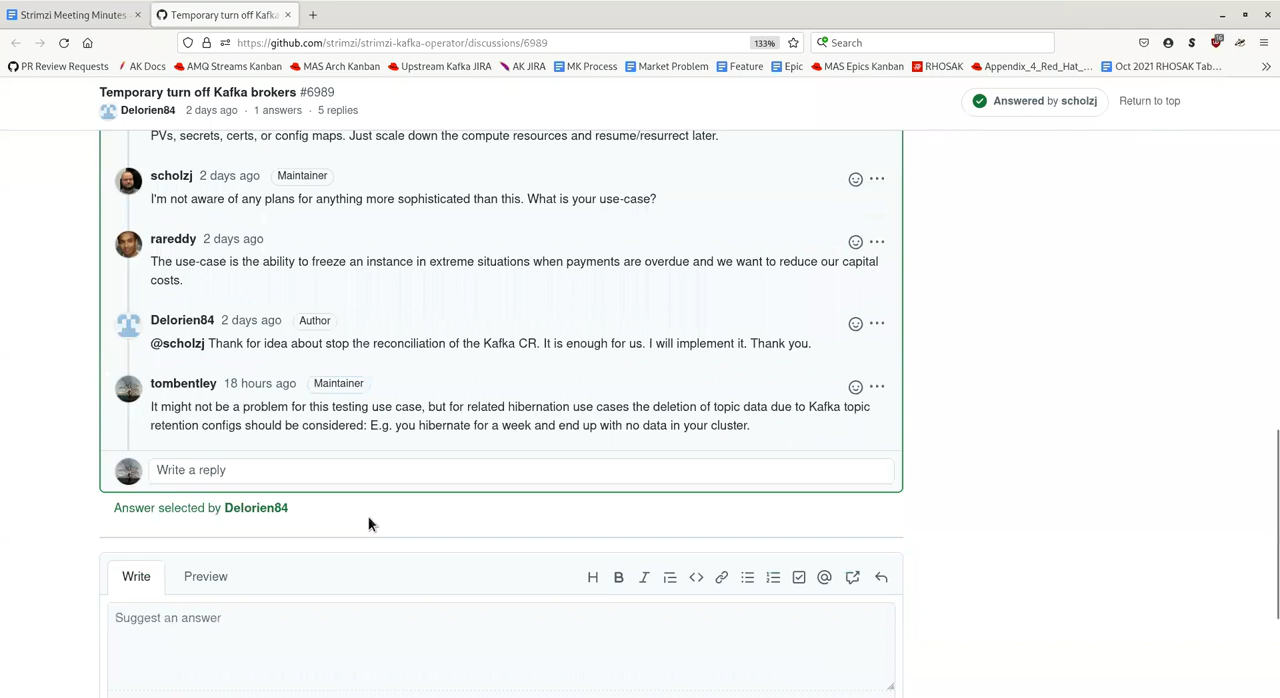 Strimzi Meeting Minutes
Temporary turn off Kafka
https://github.com/strimzi/strimzi-kafka-operator/discussions/6989
133%
Search
16
PR Review Requests
AK Docs
AMQ Streams Kanban
MAS Arch Kanban
Upstream Kafka JIRA
AK JIRA
MK Process
Market Problem
Feature
Epic
MAS Epics Kanban
RHOSAK
Appendix_4_Red_Hat_...
Oct 2021 RHOSAK Tab...
Temporary turn off Kafka brokers #6989
Delorien84 2 days ago · 1 answers · 5 replies
Answered by scholzj
Return to top
PVs, secrets, certs, or config maps. Just scale down the compute resources and resume/resurrect later.
scholzj 2 days ago Maintainer
I'm not aware of any plans for anything more sophisticated than this. What is your use-case?
rareddy 2 days ago
The use-case is the ability to freeze an instance in extreme situations when payments are overdue and we want to reduce our capital
costs.
Delorien84 2 days ago Author
@scholzj Thank for idea about stop the reconciliation of the Kafka CR. It is enough for us. I will implement it. Thank you.
tombentley 18 hours ago Maintainer
It might not be a problem for this testing use case, but for related hibernation use cases the deletion of topic data due to Kafka topic
retention configs should be considered: E.g. you hibernate for a week and end up with no data in your cluster.
Write a reply
Answer selected by Delorien84
Write
Preview
Suggest an answer